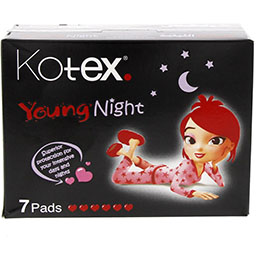 Kotex.
Young Night
Superior
protection for
your intensive
days and
nights
7 Pads